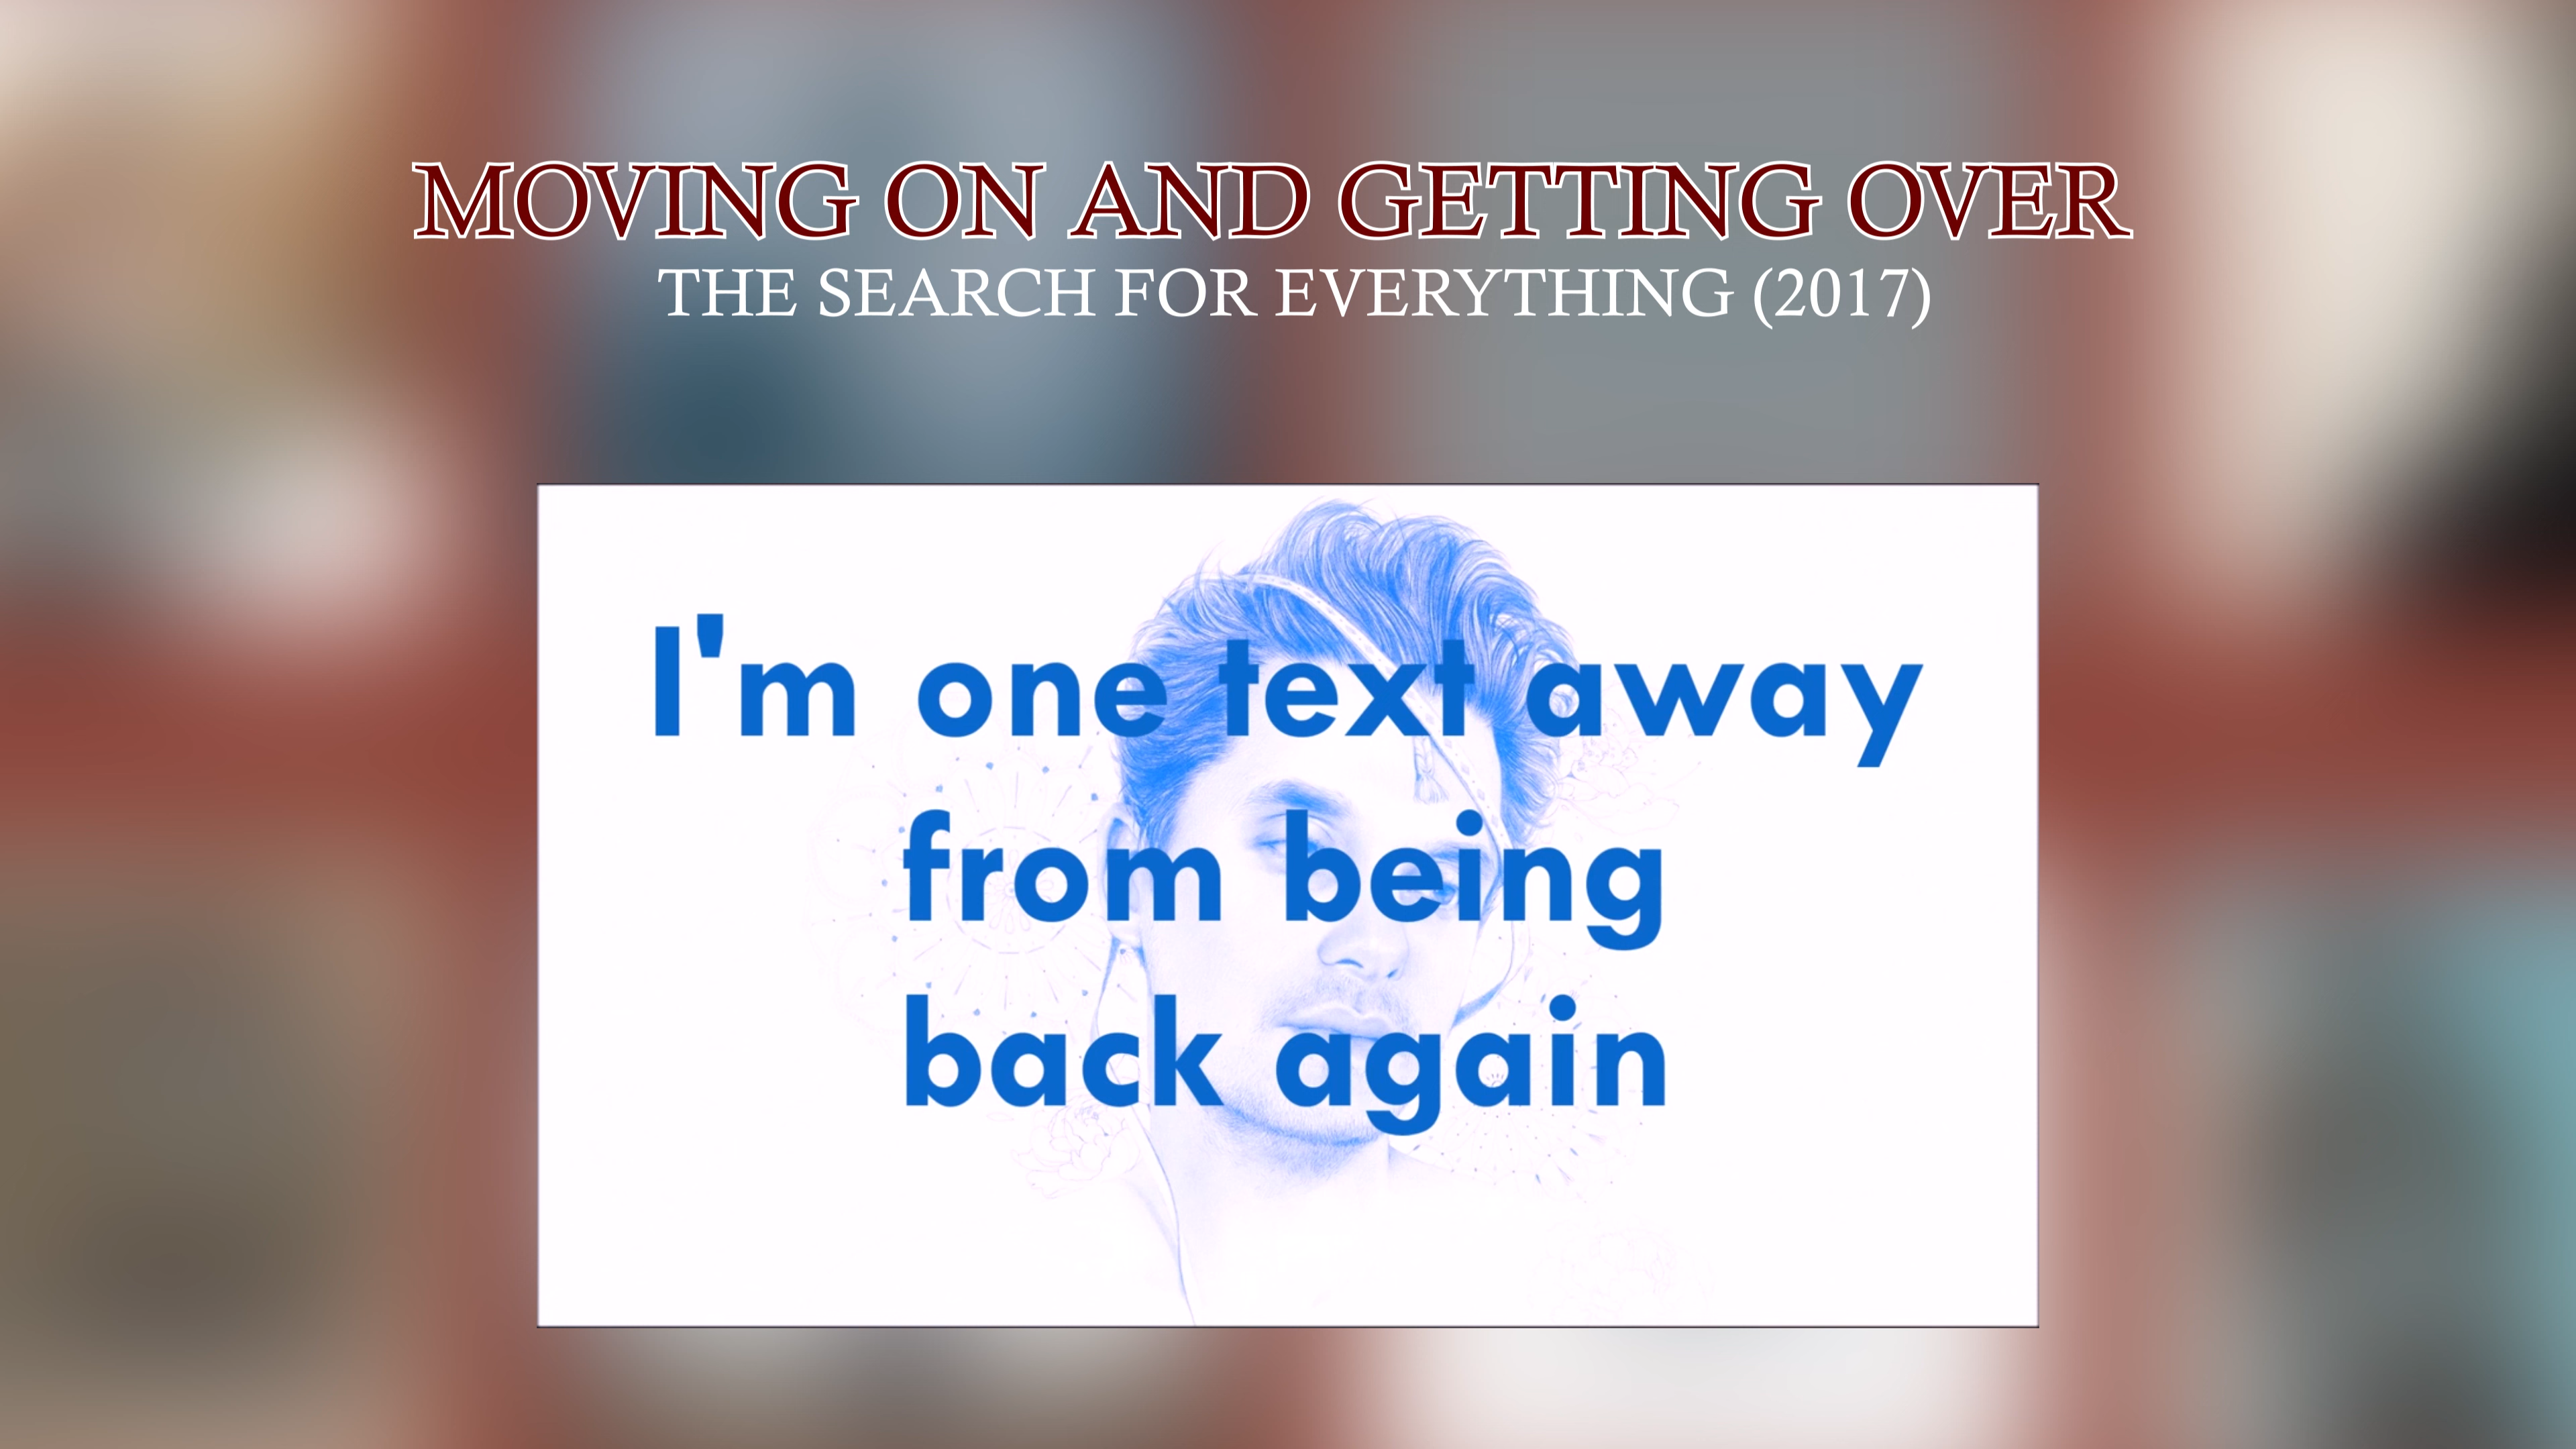 MOVING ON AND GETTING OVER
THE SEARCH FOR EVERYTHING (2017)
I'm one text away
from being
back again